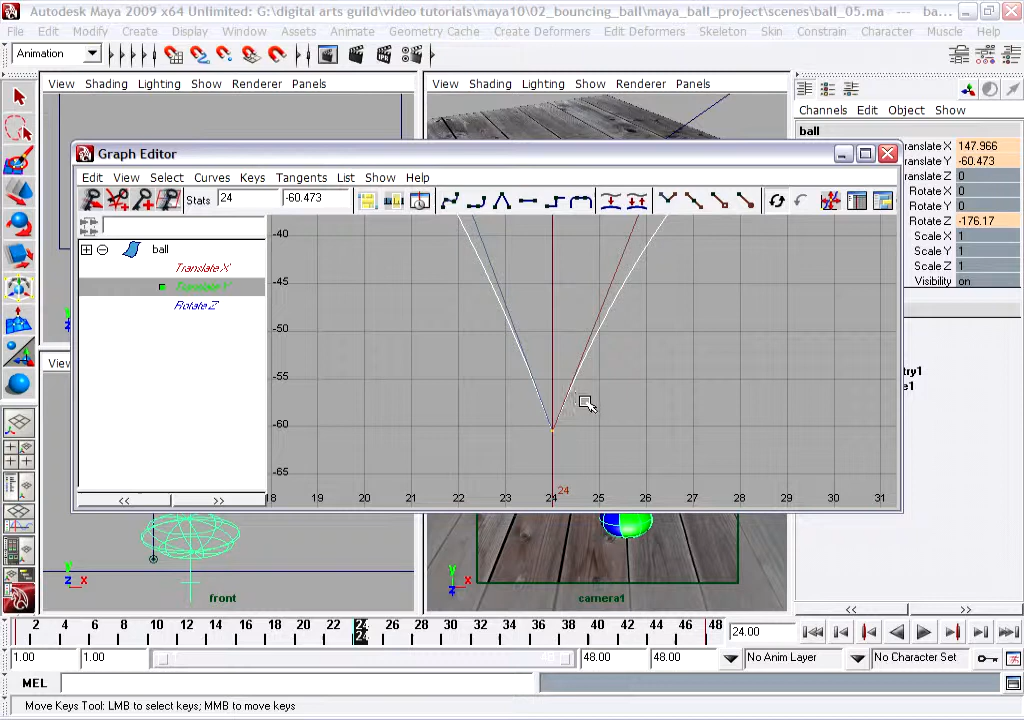 Autodesk Maya 2009 x64 Unlimited: G:\digital arts guild\video tutorials\maya10\02_bouncing_ball\maya_ball_project\scenes\ball_05.ma --- ba...
File Edit Modify Create Display Window Assets Animate Geometry Cache Create Deformers Edit Deformers Skeleton Skin Constrain Character Muscle Help
Animation
View Shading Lighting Show Renderer Panels
View Shading Lighting Show Renderer Panels
Channels Edit Object Show
ball
ranslate X 147.966
ranslate Y -60.473
ranslate Z 0
Rotate X 0
Rotate Y 0
Rotate Z -176.17
Scale X 1
Scale Y 1
Scale Z 1
Visibility on
Graph Editor
Edit View Select Curves Keys Tangents List Show Help
Stats 24 -60.473
ball
Translate X
Translate Y
Rotate Z
-40
-45
-50
-55
-60
-65
18 19 20 21 22 23 24 25 26 27 28 29 30 31
24
<< >>
View
try1
e1
y
z x
front
y
z x
camera1
<< >>
2 4 6 8 10 12 14 16 18 20 22 24 26 28 30 32 34 36 38 40 42 44 46 48
24
24.00
1.00 1.00 48.00 48.00 No Anim Layer No Character Set
MEL
Move Keys Tool: LMB to select keys; MMB to move keys